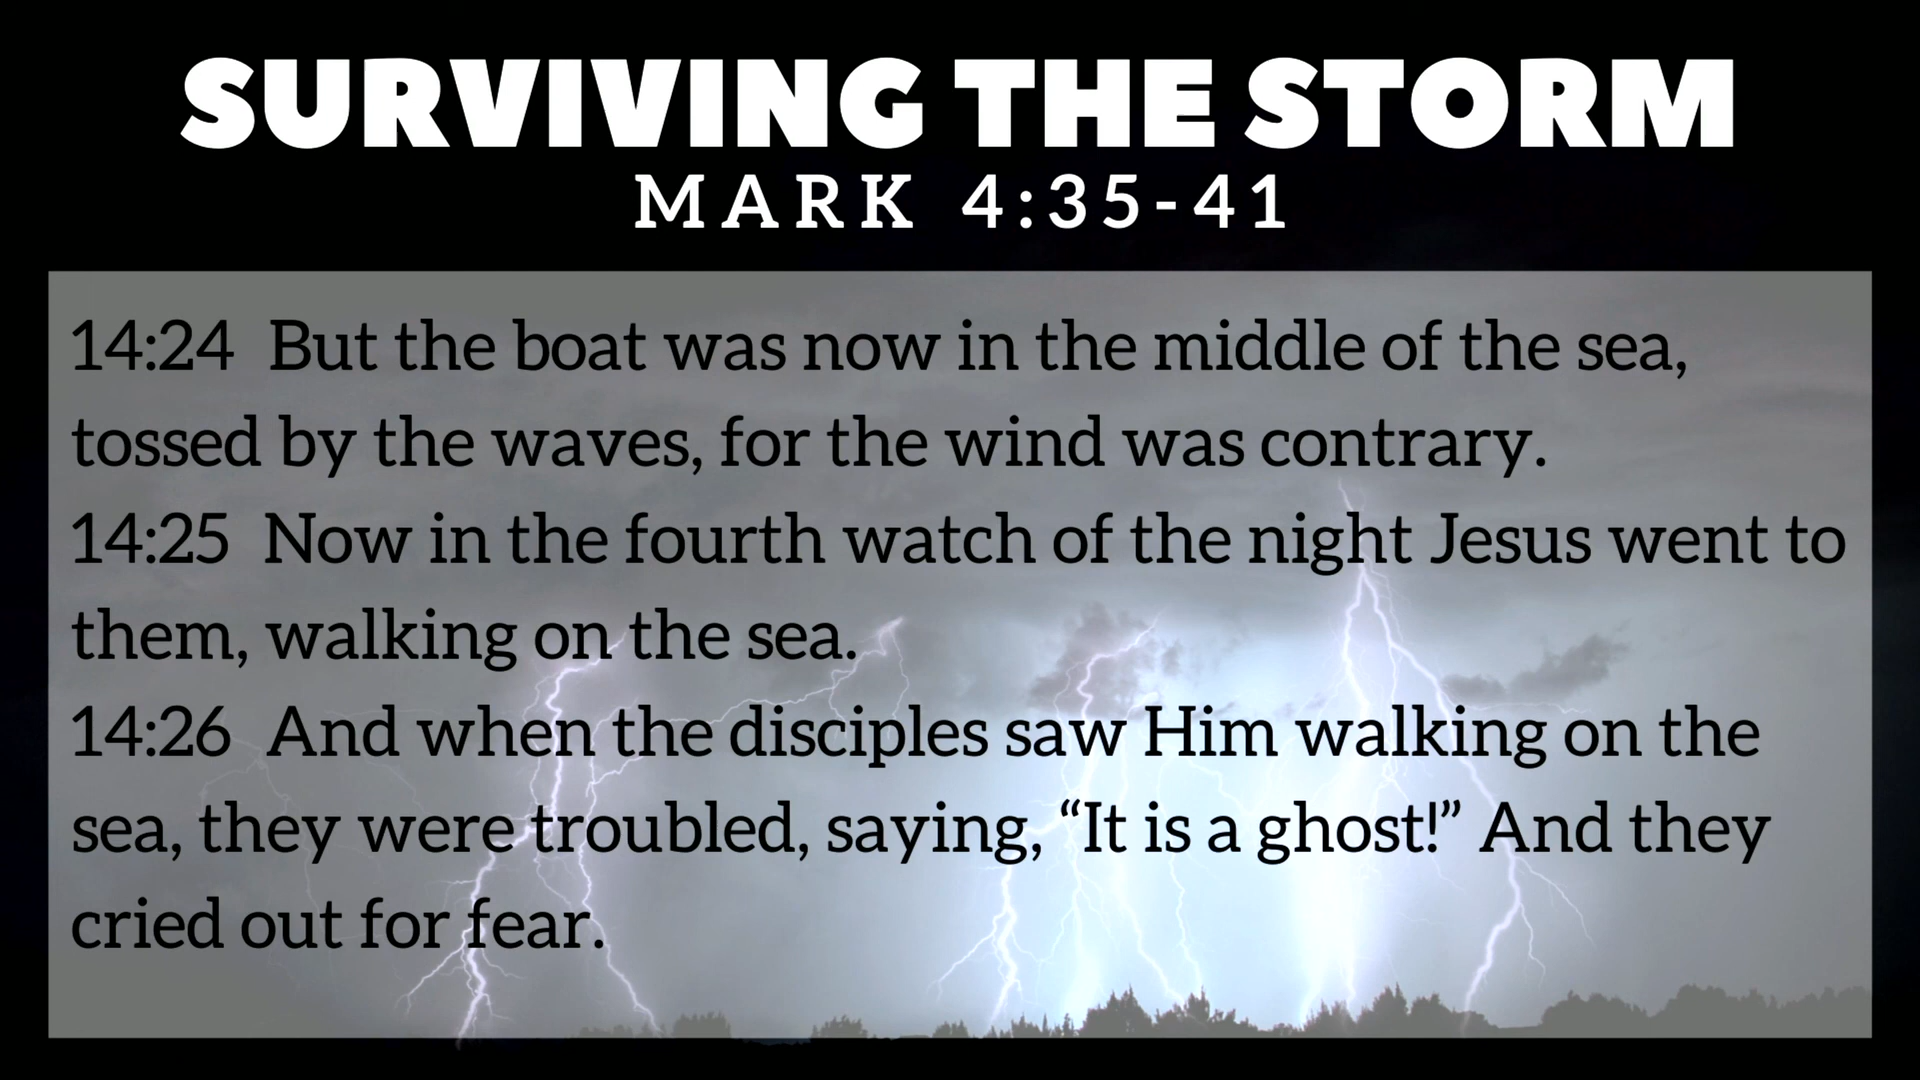 SURVIVING THE STORM
MARK 4:35-41
14:24 But the boat was now in the middle of the sea,
tossed by the waves, for the wind was contrary.
14:25 Now in the fourth watch of the night Jesus went to
them, walking on the sea.
14:26 And when the disciples saw Him walking on the
sea, they were troubled, saying, “It is a ghost!” And they
cried out for fear.